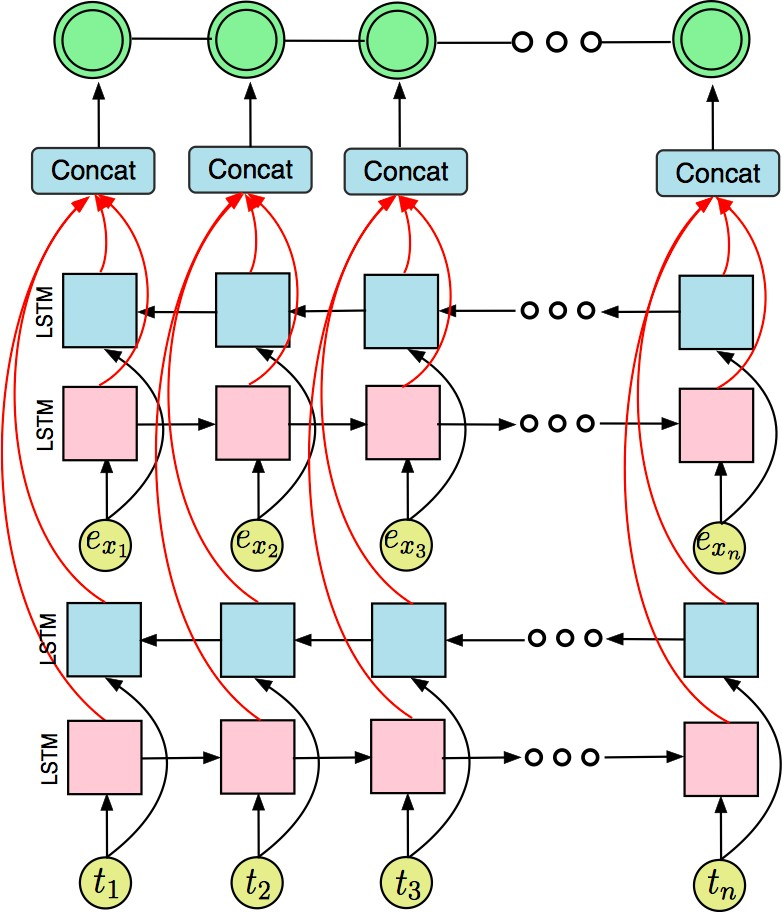 Concat Concat Concat Concat
LSTM
LSTM
e_{x_1} e_{x_2} e_{x_3} e_{x_n}
LSTM
LSTM
t_1 t_2 t_3 t_n